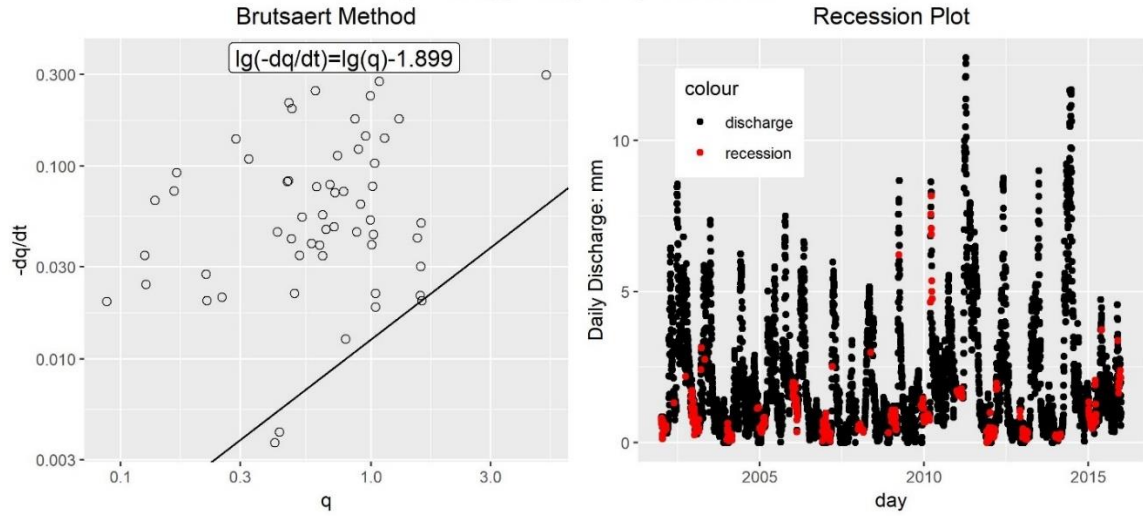 Brutsaert Method
lg(-dq/dt)=lg(q)-1.899
-dq/dt
0.300
0.100
0.030
0.010
0.003
0.1
0.3
1.0
3.0
q
Recession Plot
colour
discharge
recession
Daily Discharge: mm
10
5
0
2005
2010
2015
day